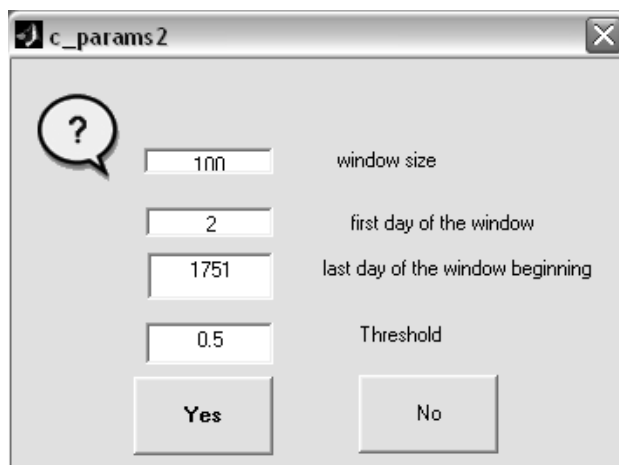 c_params2
?
100 window size
2 first day of the window
1751 last day of the window beginning
0.5 Threshold
Yes No